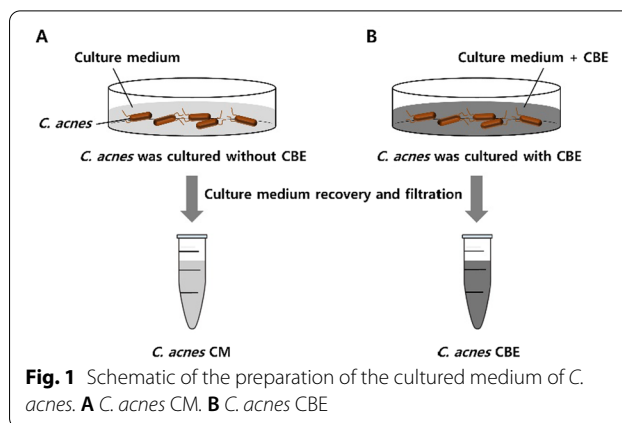 A
B
Culture medium
Culture medium + CBE
C. acnes
C. acnes was cultured without CBE
C. acnes was cultured with CBE
Culture medium recovery and filtration
C. acnes CM
C. acnes CBE
Fig. 1 Schematic of the preparation of the cultured medium of C.
acnes. A C. acnes CM. B C. acnes CBE